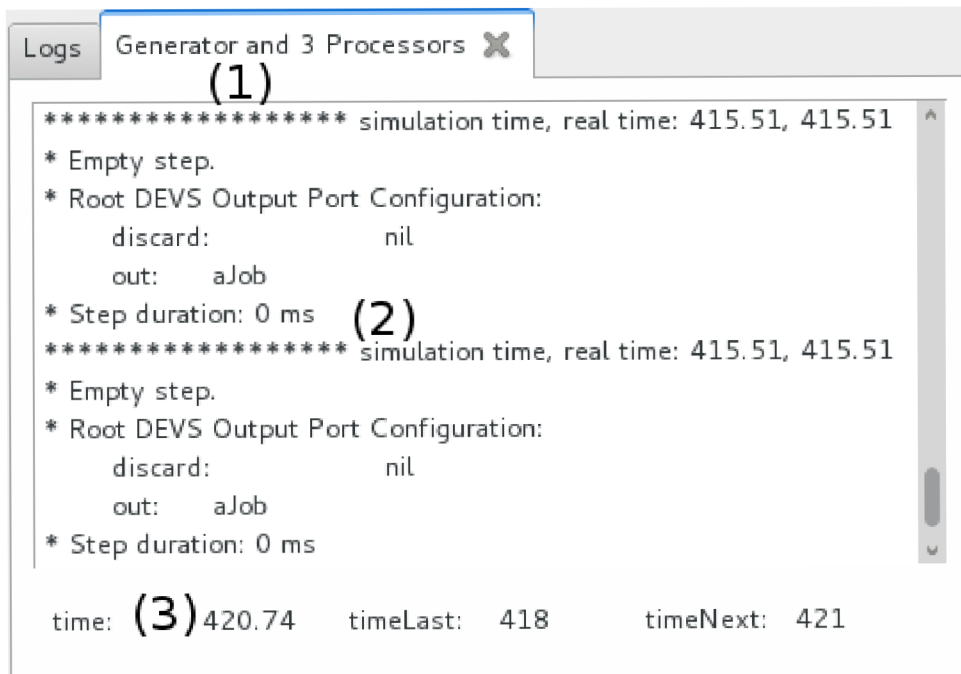 Logs Generator and 3 Processors
(1)
****************** simulation time, real time: 415.51, 415.51
* Empty step.
* Root DEVS Output Port Configuration:
discard: nil
out: aJob
* Step duration: 0 ms (2)
****************** simulation time, real time: 415.51, 415.51
* Empty step.
* Root DEVS Output Port Configuration:
discard: nil
out: aJob
* Step duration: 0 ms
time: (3) 420.74 timeLast: 418 timeNext: 421